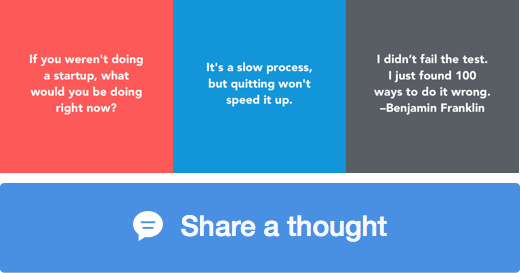 If you weren't doing
a startup, what
would you be doing
right now?
It's a slow process,
but quitting won't
speed it up.
I didn’t fail the test.
I just found 100
ways to do it wrong.
–Benjamin Franklin
Share a thought